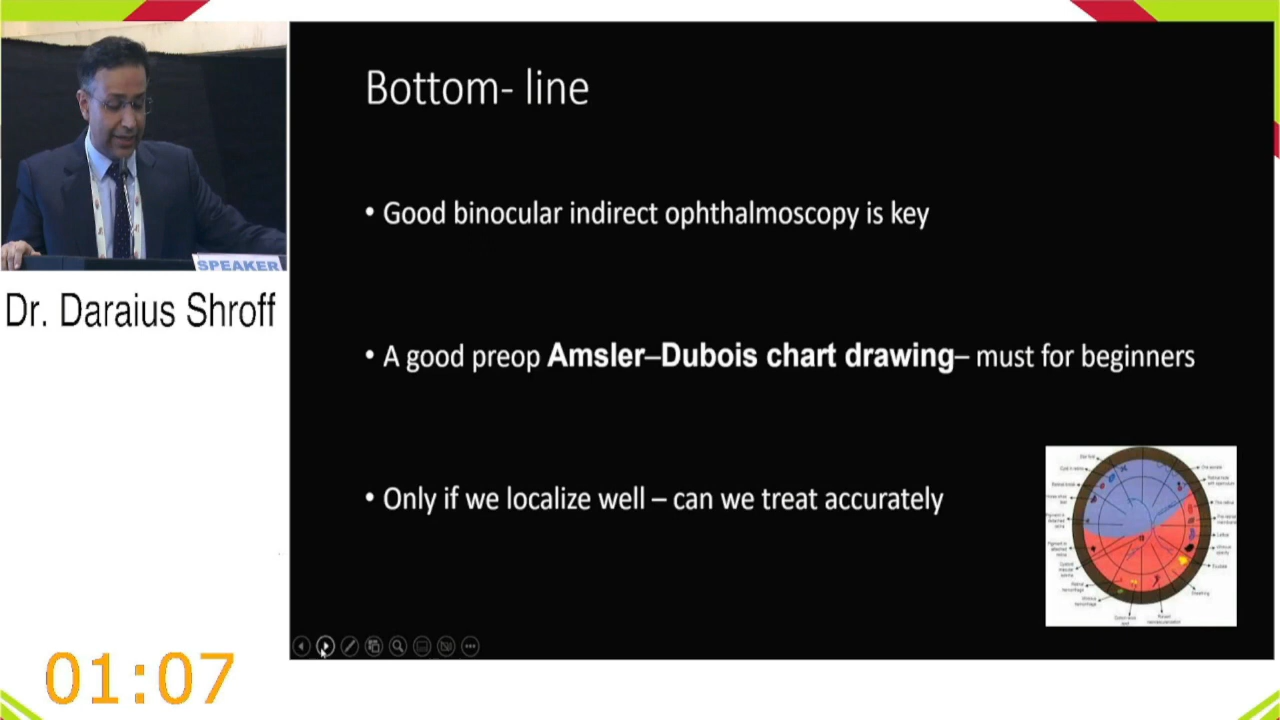 SPEAKER
Dr. Daraius Shroff
01:07
Bottom- line
• Good binocular indirect ophthalmoscopy is key
• A good preop Amsler–Dubois chart drawing– must for beginners
• Only if we localize well – can we treat accurately